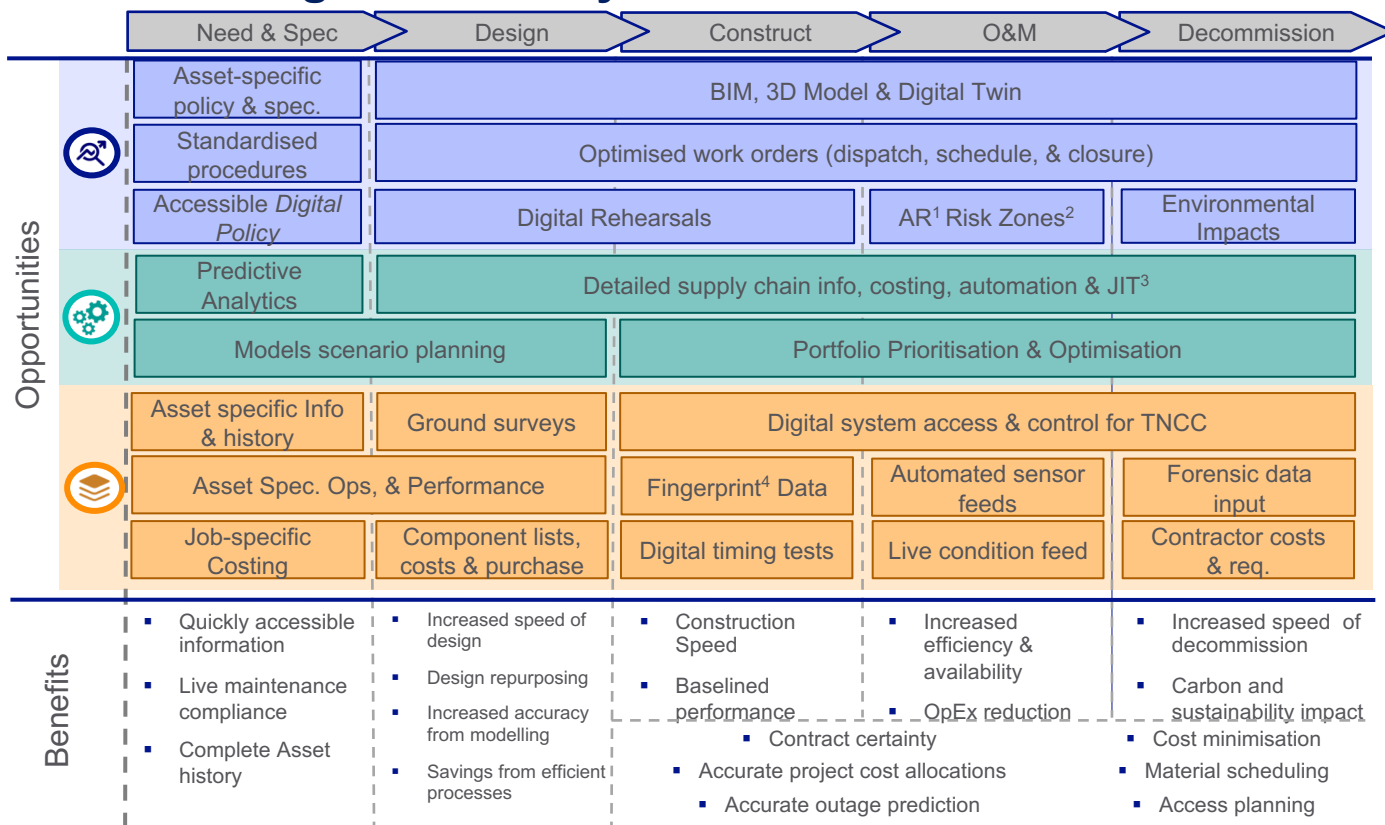 Need & Spec
Design
Construct
O&M
Decommission
Opportunities
Asset-specific
policy & spec.
BIM, 3D Model & Digital Twin
Standardised
procedures
Optimised work orders (dispatch, schedule, & closure)
Accessible Digital
Policy
Digital Rehearsals
AR¹ Risk Zones²
Environmental
Impacts
Predictive
Analytics
Detailed supply chain info, costing, automation & JIT³
Models scenario planning
Portfolio Prioritisation & Optimisation
Asset specific Info
& history
Ground surveys
Digital system access & control for TNCC
Asset Spec. Ops, & Performance
Fingerprint⁴ Data
Automated sensor
feeds
Forensic data
input
Job-specific
Costing
Component lists,
costs & purchase
Digital timing tests
Live condition feed
Contractor costs
& req.
Benefits
▪ Quickly accessible
information
▪ Live maintenance
compliance
▪ Complete Asset
history
▪ Increased speed of
design
▪ Design repurposing
▪ Increased accuracy
from modelling
▪ Savings from efficient
processes
▪ Construction
Speed
▪ Baselined
performance
▪ Increased
efficiency &
availability
▪ OpEx reduction
▪ Increased speed of
decommission
▪ Carbon and
sustainability impact
▪ Contract certainty
▪ Accurate project cost allocations
▪ Accurate outage prediction
▪ Cost minimisation
▪ Material scheduling
▪ Access planning